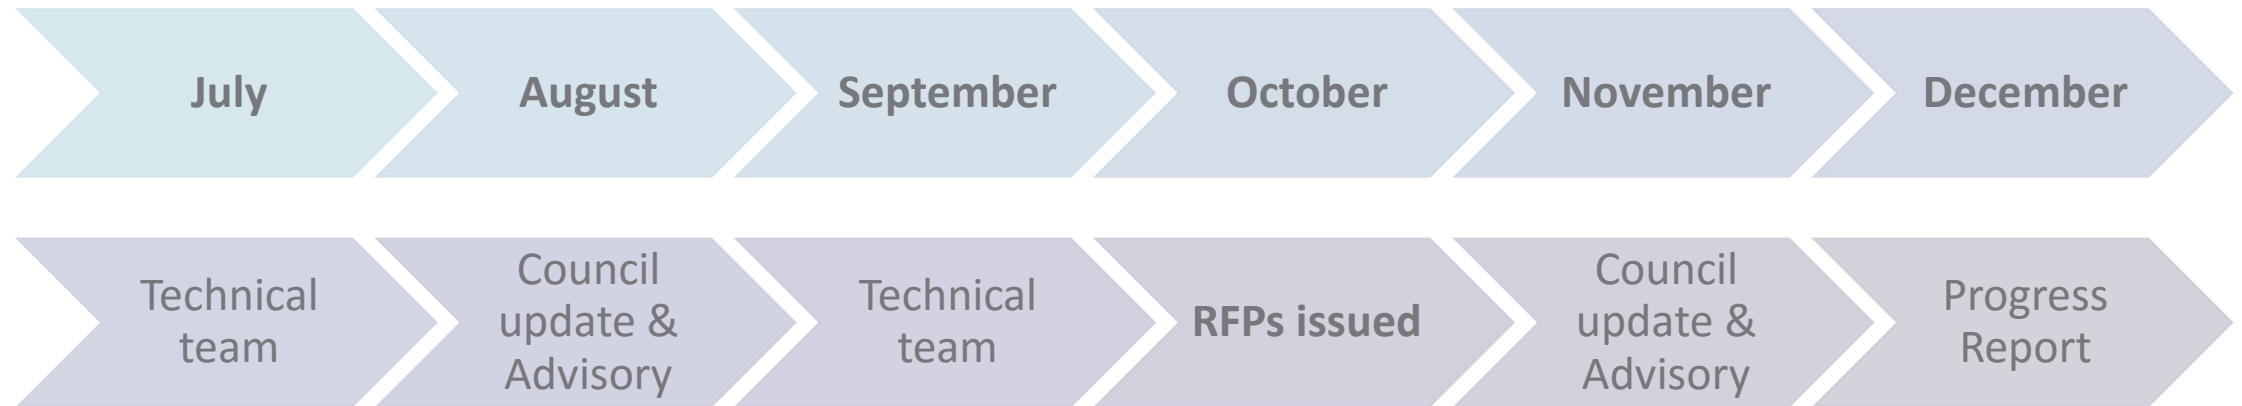 July
August
September
October
November
December
Technical
team
Council
update &
Advisory
Technical
team
RFPs issued
Council
update &
Advisory
Progress
Report